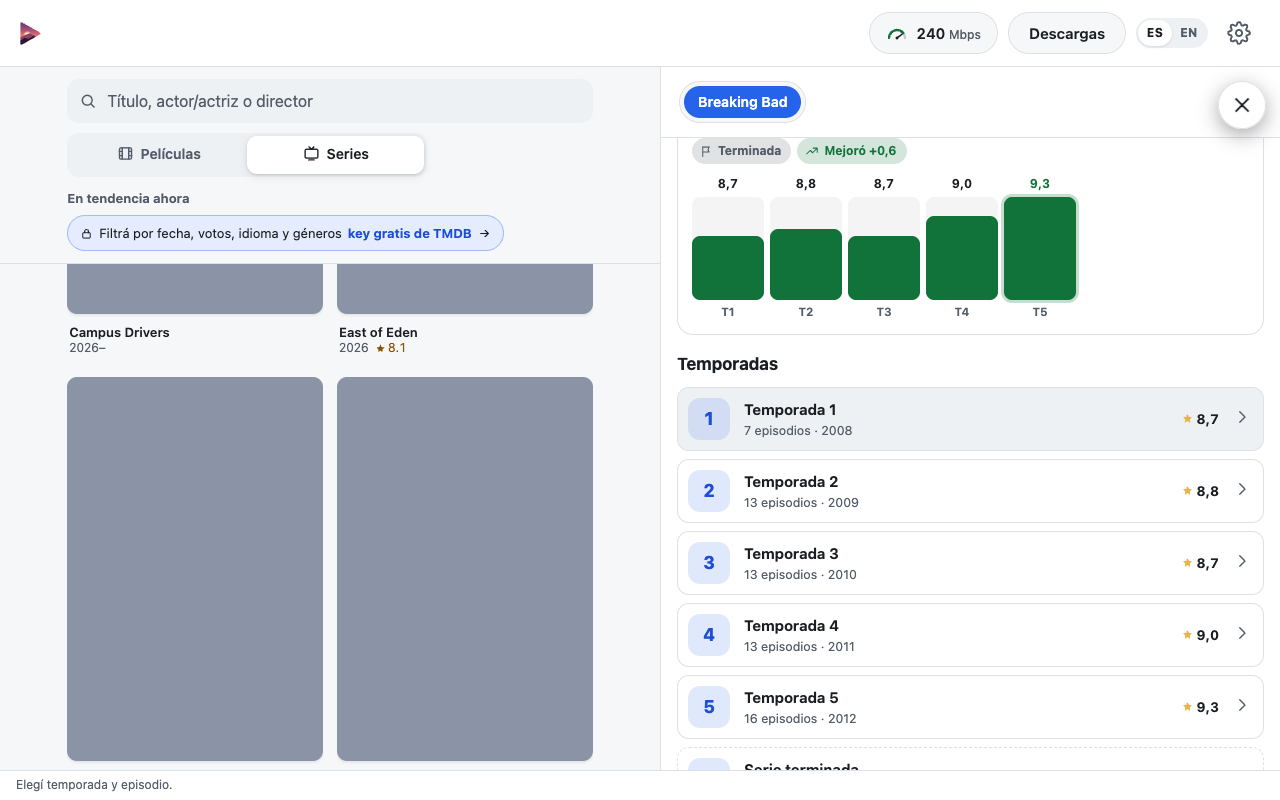 240 Mbps
Descargas
ES EN
Título, actor/actriz o director
Películas
Series
En tendencia ahora
Filtrá por fecha, votos, idioma y géneros key gratis de TMDB →
Campus Drivers
2026–
East of Eden
2026 ★ 8.1
Breaking Bad
Terminada
Mejoró +0,6
8,7 8,8 8,7 9,0 9,3
T1 T2 T3 T4 T5
Temporadas
1
Temporada 1
7 episodios · 2008
★ 8,7
2
Temporada 2
13 episodios · 2009
★ 8,8
3
Temporada 3
13 episodios · 2010
★ 8,7
4
Temporada 4
13 episodios · 2011
★ 9,0
5
Temporada 5
16 episodios · 2012
★ 9,3
Serie terminada
Elegí temporada y episodio.